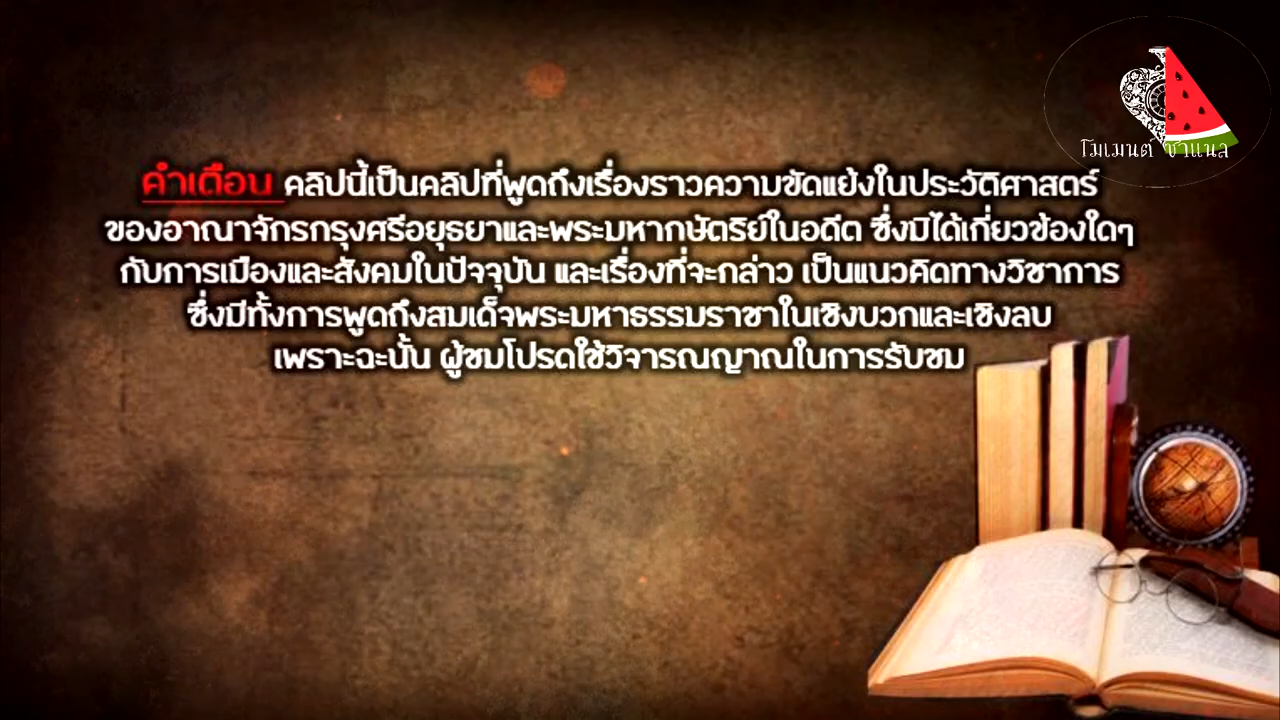 โมเมนต์ ชาแนล
คำเตือน คลิปนี้เป็นคลิปที่พูดถึงเรื่องราวความขัดแย้งในประวัติศาสตร์
ของอาณาจักรกรุงศรีอยุธยาและพระมหากษัตริย์ในอดีต ซึ่งมิได้เกี่ยวข้องใดๆ
กับการเมืองและสังคมในปัจจุบัน และเรื่องที่จะกล่าว เป็นแนวคิดทางวิชาการ
ซึ่งมีทั้งการพูดถึงสมเด็จพระมหาธรรมราชาในเชิงบวกและเชิงลบ
เพราะฉะนั้น ผู้ชมโปรดใช้วิจารณญาณในการรับชม